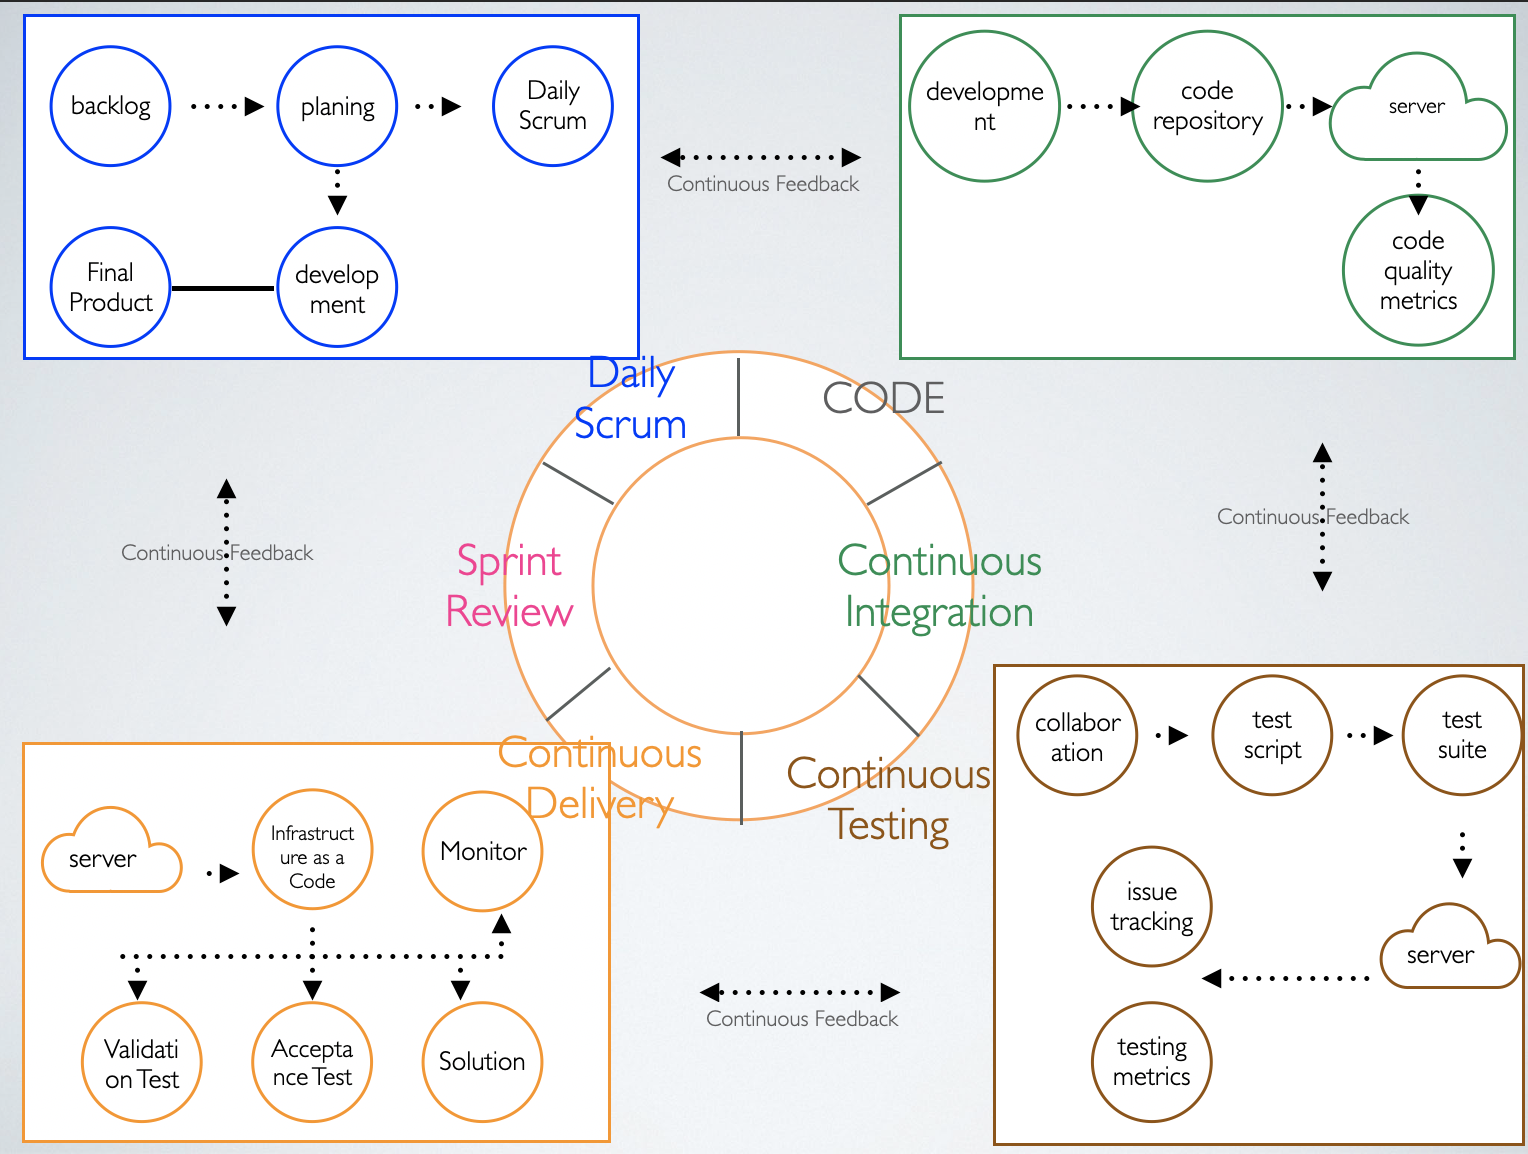 backlog
planing
Daily
Scrum
Final
Product
develop
ment
Continuous Feedback
developme
nt
code
repository
server
code
quality
metrics
Daily
Scrum
CODE
Sprint
Review
Continuous
Integration
Continuous
Delivery
Continuous
Testing
Continuous Feedback
Continuous Feedback
server
Infrastruct
ure as a
Code
Monitor
Validati
on Test
Accepta
nce Test
Solution
Continuous Feedback
collabor
ation
test
script
test
suite
issue
tracking
server
testing
metrics